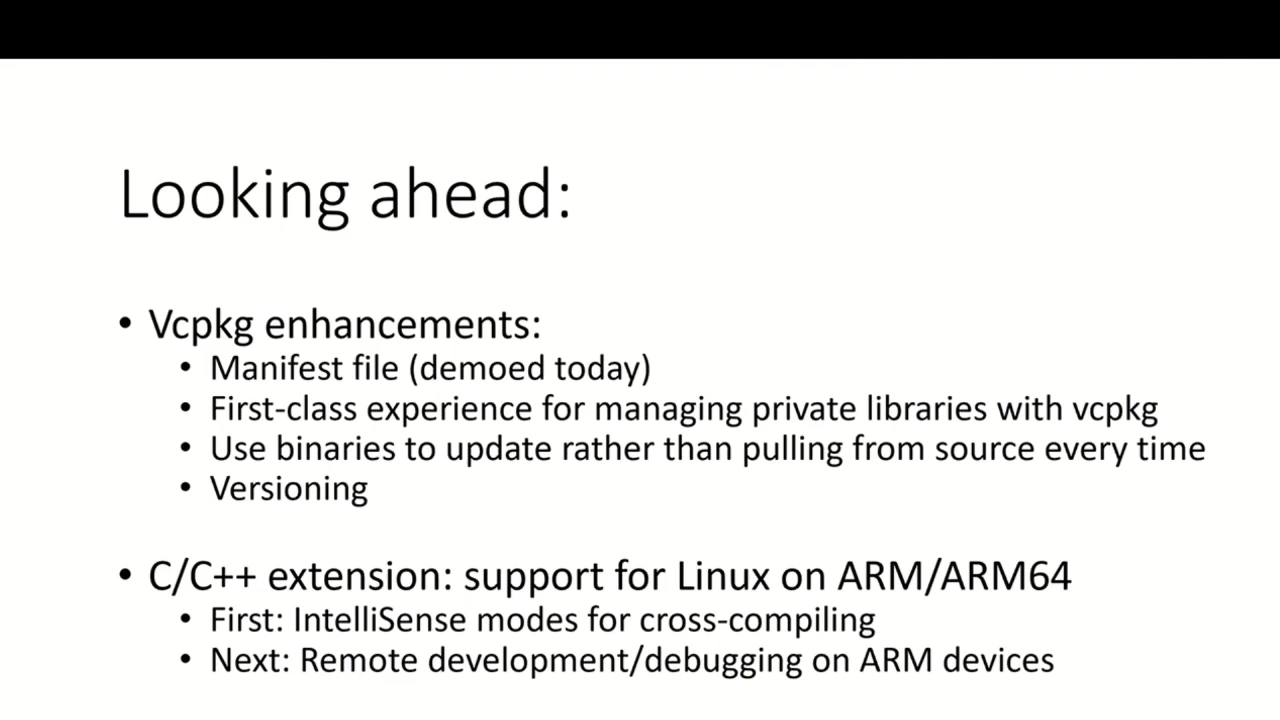 Looking ahead:
• Vcpkg enhancements:
• Manifest file (demoed today)
• First-class experience for managing private libraries with vcpkg
• Use binaries to update rather than pulling from source every time
• Versioning
• C/C++ extension: support for Linux on ARM/ARM64
• First: IntelliSense modes for cross-compiling
• Next: Remote development/debugging on ARM devices